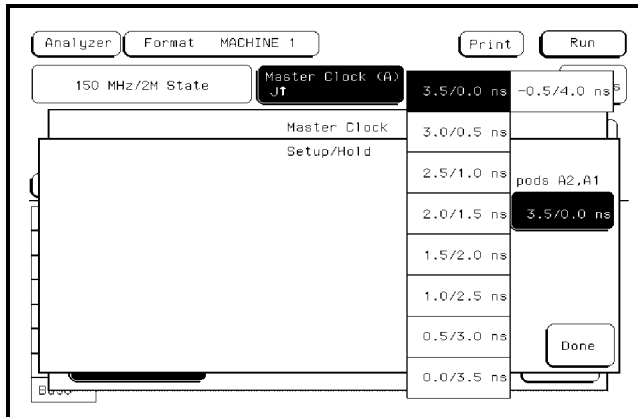 Analyzer Format MACHINE 1 Print Run
150 MHz/2M State
Master Clock (A)
J↑
3.5/0.0 ns -0.5/4.0 ns
Master Clock
Setup/Hold
3.0/0.5 ns
2.5/1.0 ns
pods A2,A1
2.0/1.5 ns
3.5/0.0 ns
1.5/2.0 ns
1.0/2.5 ns
0.5/3.0 ns
Done
0.0/3.5 ns